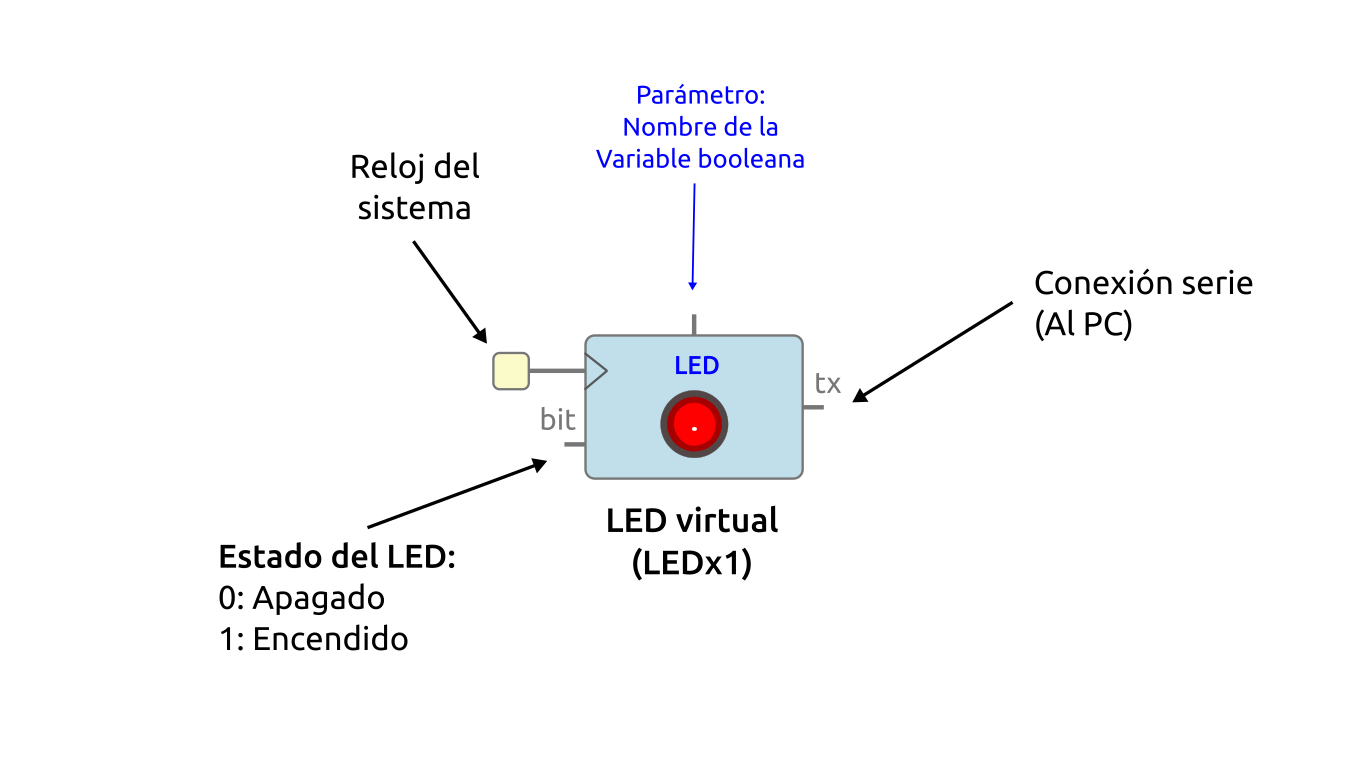 Parámetro:
Nombre de la
Variable booleana
Reloj del
sistema
Conexión serie
(Al PC)
LED
tx
bit
LED virtual
(LEDx1)
Estado del LED:
0: Apagado
1: Encendido